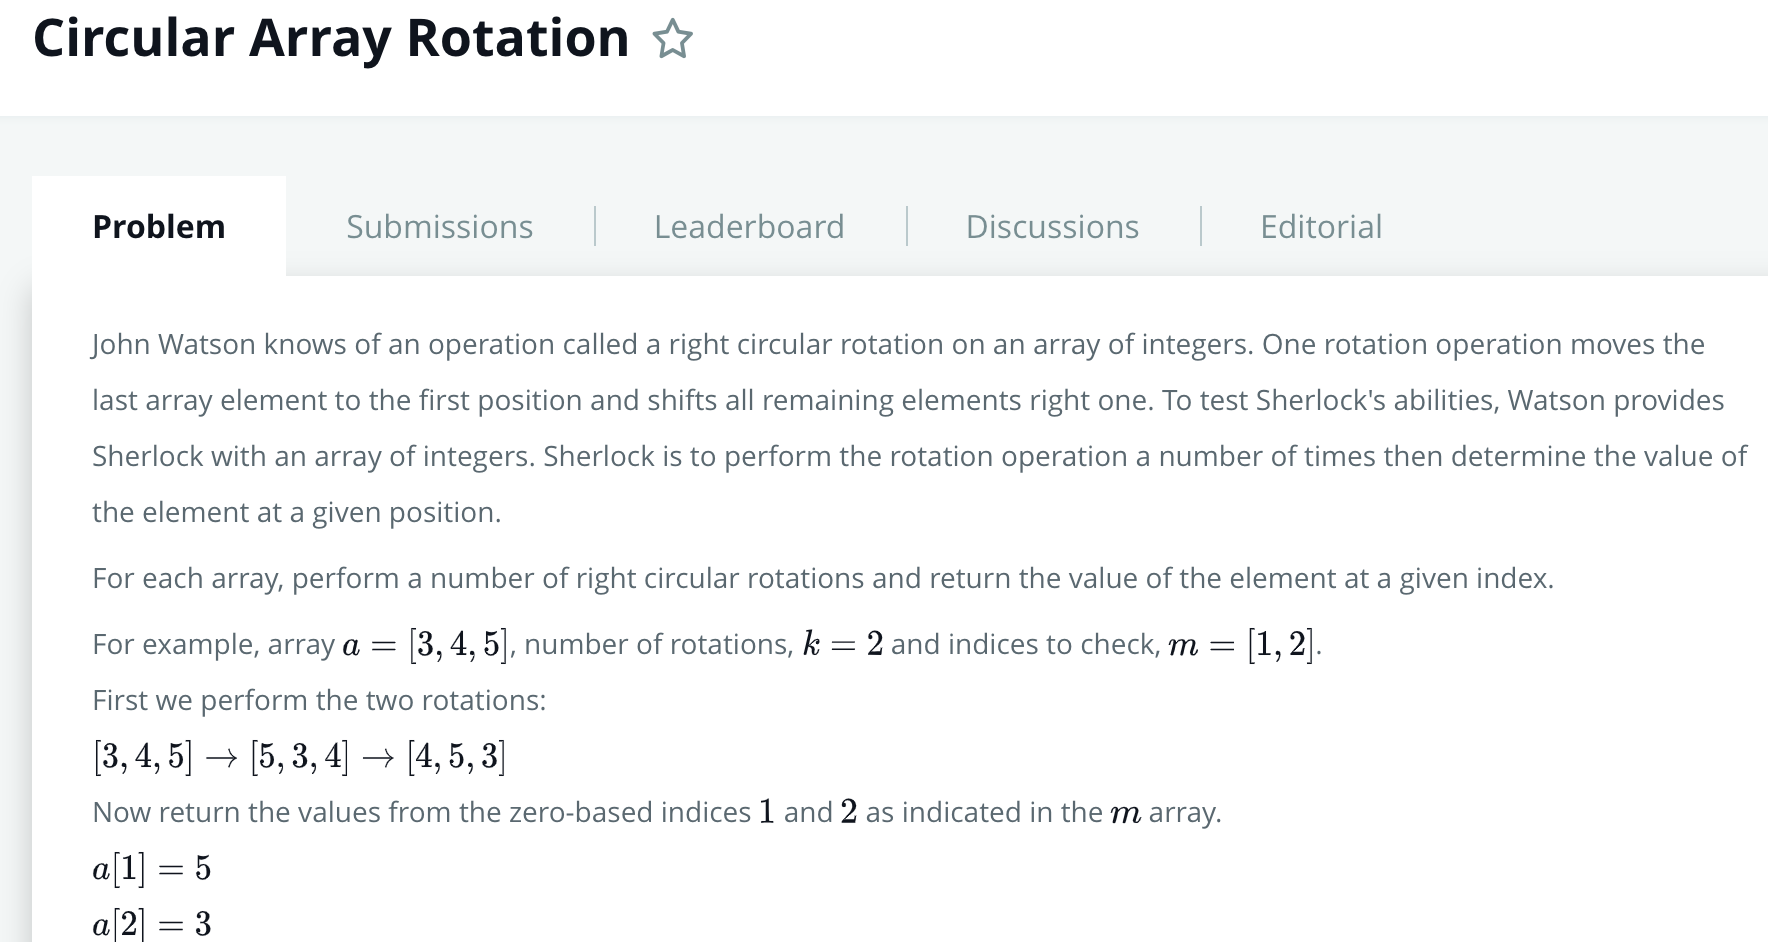 Circular Array Rotation
Problem
Submissions
Leaderboard
Discussions
Editorial
John Watson knows of an operation called a right circular rotation on an array of integers. One rotation operation moves the
last array element to the first position and shifts all remaining elements right one. To test Sherlock's abilities, Watson provides
Sherlock with an array of integers. Sherlock is to perform the rotation operation a number of times then determine the value of
the element at a given position.
For each array, perform a number of right circular rotations and return the value of the element at a given index.
For example, array a = [3, 4, 5], number of rotations, k = 2 and indices to check, m = [1, 2].
First we perform the two rotations:
[3, 4, 5] → [5, 3, 4] → [4, 5, 3]
Now return the values from the zero-based indices 1 and 2 as indicated in the m array.
a[1] = 5
a[2] = 3